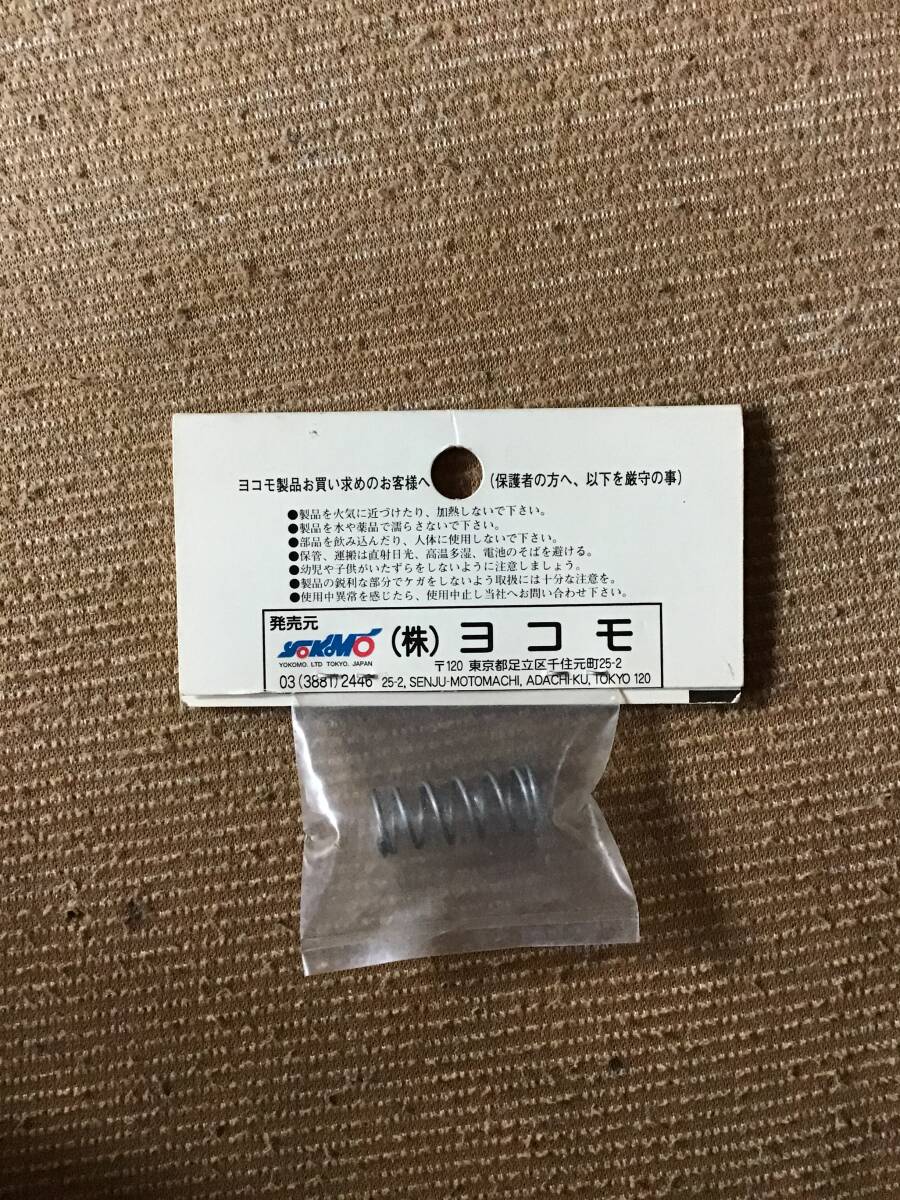 ヨコモ製品お買い求めのお客様へ (保護者の方へ、以下を厳守の事)
●製品を火気に近づけたり、加熱しないで下さい。
●製品を水や薬品で濡らさないで下さい。
●部品を飲み込んだり、人体に使用しないで下さい。
●保管、運搬は直射日光、高温多湿、電池のそばを避ける。
●幼児や子供がいたずらをしないように注意しましょう。
●製品の鋭利な部分でケガをしないよう取扱には十分な注意を。
●使用中異常を感じたら、使用中止し当社へお問い合わせ下さい。
発売元
YOKOMO (株) ヨコモ
YOKOMO. LTD TOKYO. JAPAN
〒120 東京都足立区千住元町25-2
03 (3881) 2446 25-2, SENJU-MOTOMACHI, ADACHI-KU, TOKYO 120